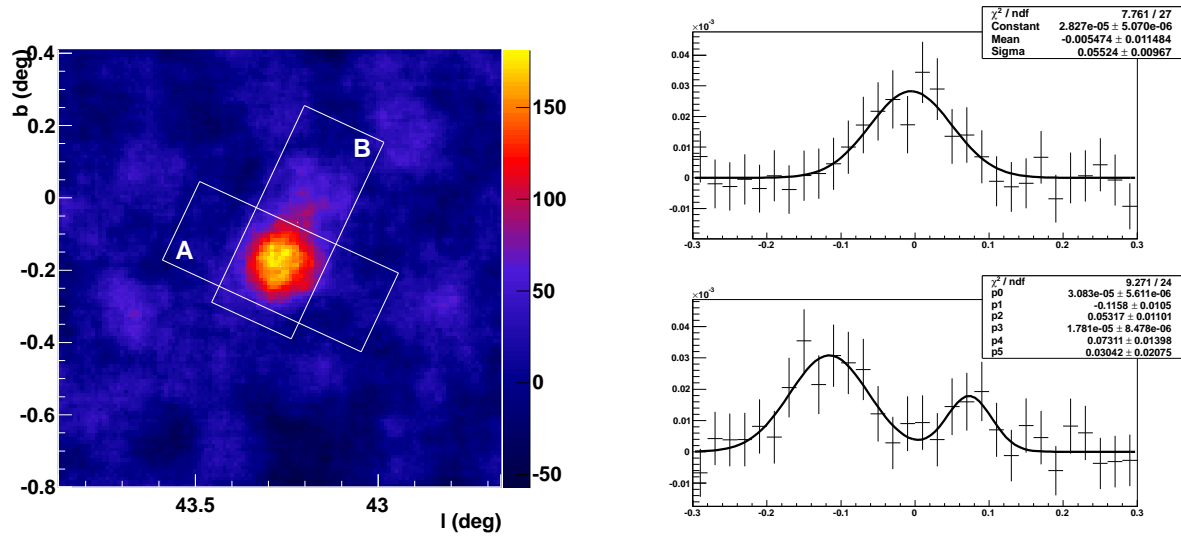 b (deg)
0.4
0.2
0
-0.2
-0.4
-0.6
-0.8
43.5
43
l (deg)
A
B
150
100
50
0
-50
×10⁻³
χ² / ndf 7.761 / 27
Constant 2.827e-05 ± 5.070e-06
Mean -0.005474 ± 0.011484
Sigma 0.05524 ± 0.00967
0.04
0.03
0.02
0.01
0
-0.01
-0.3 -0.2 -0.1 0 0.1 0.2 0.3
×10⁻³
χ² / ndf 9.271 / 24
p0 3.083e-05 ± 5.611e-06
p1 -0.1158 ± 0.0105
p2 0.05317 ± 0.01101
p3 1.781e-05 ± 8.478e-06
p4 0.07311 ± 0.01398
p5 0.03042 ± 0.02075
0.04
0.03
0.02
0.01
0
-0.01
-0.3 -0.2 -0.1 0 0.1 0.2 0.3